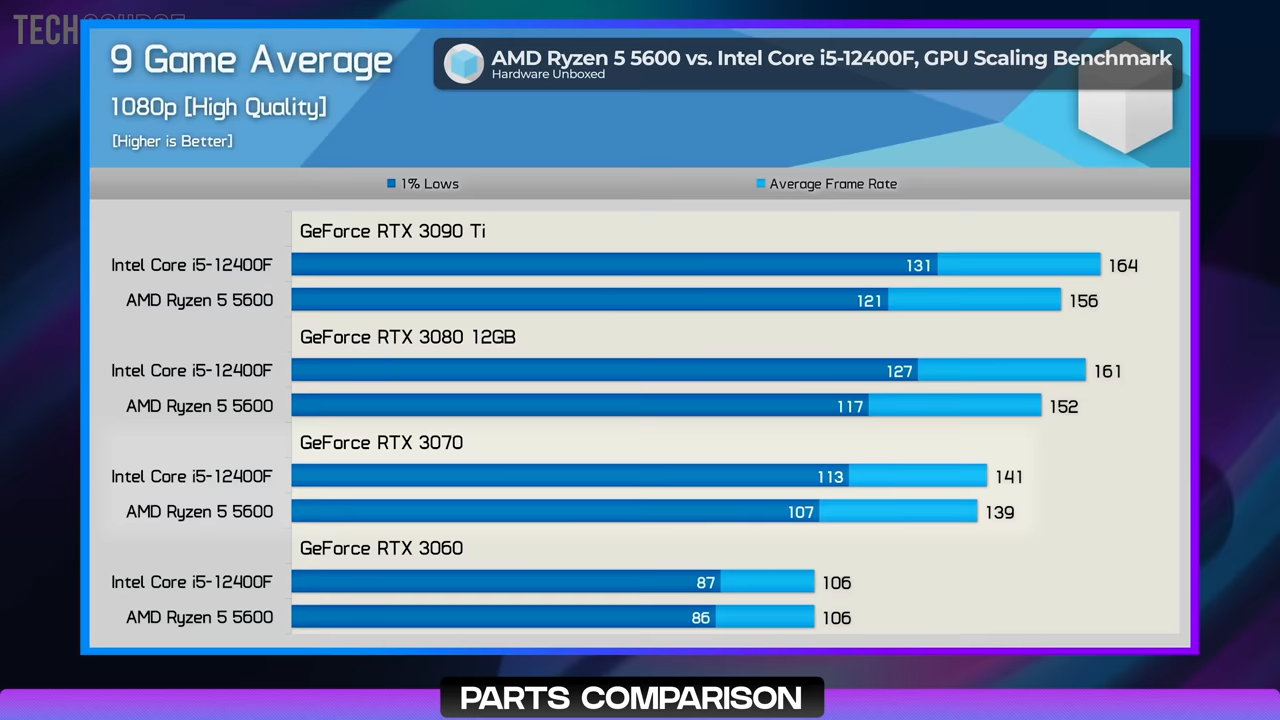 TECH SOURCE
9 Game Average
AMD Ryzen 5 5600 vs. Intel Core i5-12400F, GPU Scaling Benchmark
Hardware Unboxed
1080p [High Quality]
[Higher is Better]
1% Lows
Average Frame Rate
GeForce RTX 3090 Ti
Intel Core i5-12400F 131 164
AMD Ryzen 5 5600 121 156
GeForce RTX 3080 12GB
Intel Core i5-12400F 127 161
AMD Ryzen 5 5600 117 152
GeForce RTX 3070
Intel Core i5-12400F 113 141
AMD Ryzen 5 5600 107 139
GeForce RTX 3060
Intel Core i5-12400F 87 106
AMD Ryzen 5 5600 86 106
PARTS COMPARISON